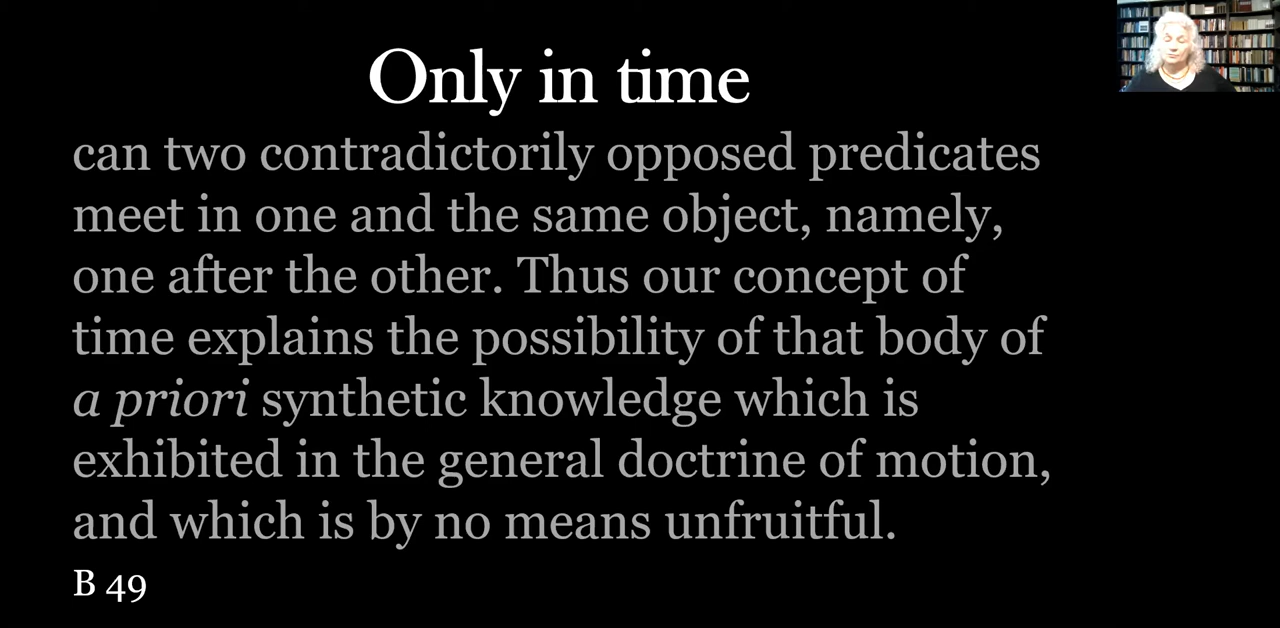 Only in time
can two contradictorily opposed predicates
meet in one and the same object, namely,
one after the other. Thus our concept of
time explains the possibility of that body of
a priori synthetic knowledge which is
exhibited in the general doctrine of motion,
and which is by no means unfruitful.
B 49